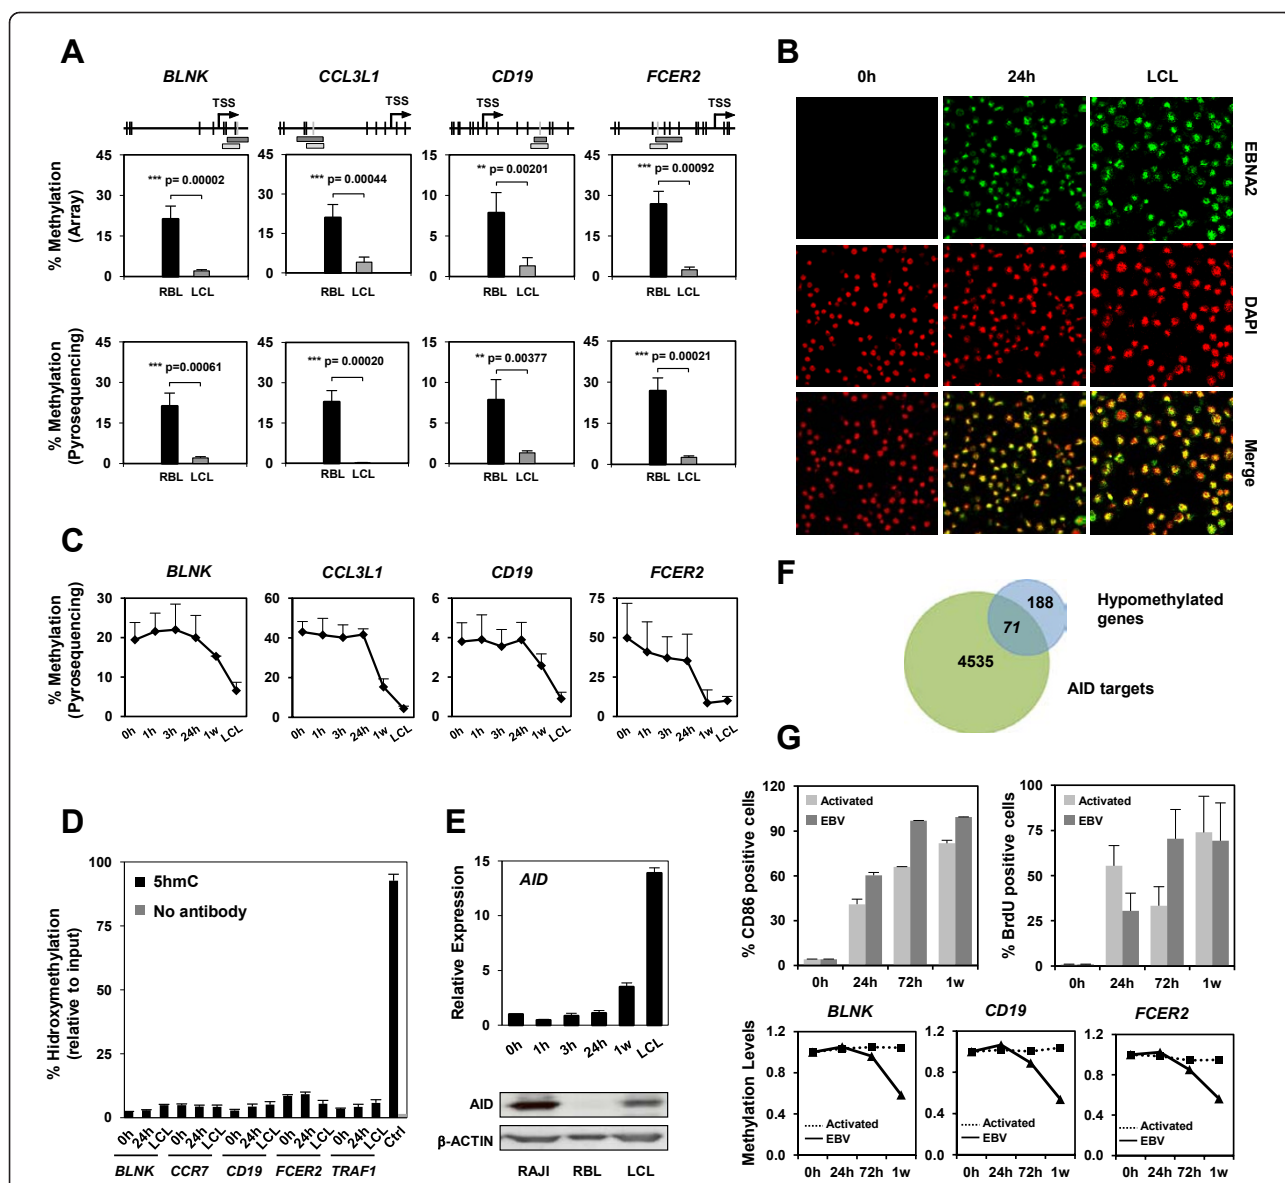 A
BLNK CCL3L1 CD19 FCER2
TSS TSS TSS TSS
% Methylation
(Array)
45 30 15 0
*** p= 0.00002
RBL LCL
45 30 15 0
*** p= 0.00044
RBL LCL
15 10 5 0
** p= 0.00201
RBL LCL
45 30 15 0
*** p= 0.00092
RBL LCL
% Methylation
(Pyrosequencing)
45 30 15 0
*** p=0.00061
RBL LCL
45 30 15 0
*** p= 0.00020
RBL LCL
15 10 5 0
** p= 0.00377
RBL LCL
45 30 15 0
*** p= 0.00021
RBL LCL
B
0h 24h LCL
EBNA2
DAPI
Merge
C
BLNK CCL3L1 CD19 FCER2
% Methylation
(Pyrosequencing)
30 20 10 0
0h 1h 3h 24h 1w LCL
60 40 20 0
0h 1h 3h 24h 1w LCL
6 4 2 0
0h 1h 3h 24h 1w LCL
75 50 25 0
0h 1h 3h 24h 1w LCL
D
% Hidroxymethylation
(relative to input)
100 75 50 25 0
5hmC
No antibody
0h 24h LCL 0h 24h LCL 0h 24h LCL 0h 24h LCL 0h 24h LCL Ctrl
BLNK CCR7 CD19 FCER2 TRAF1
E
AID
Relative Expression
15 10 5 0
0h 1h 3h 24h 1w LCL
AID
β-ACTIN
RAJI RBL LCL
F
188
71
4535
Hypomethylated
genes
AID targets
G
% CD86 positive cells
120 90 60 30 0
Activated
EBV
0h 24h 72h 1w
% BrdU positive cells
100 75 50 25 0
Activated
EBV
0h 24h 72h 1w
BLNK CD19 FCER2
Methylation Levels
1.2 1.0 0.8 0.6 0.4
Activated
EBV
0h 24h 72h 1w
1.2 1.0 0.8 0.6 0.4
Activated
EBV
0h 24h 72h 1w
1.2 1.0 0.8 0.6 0.4
Activated
EBV
0h 24h 72h 1w